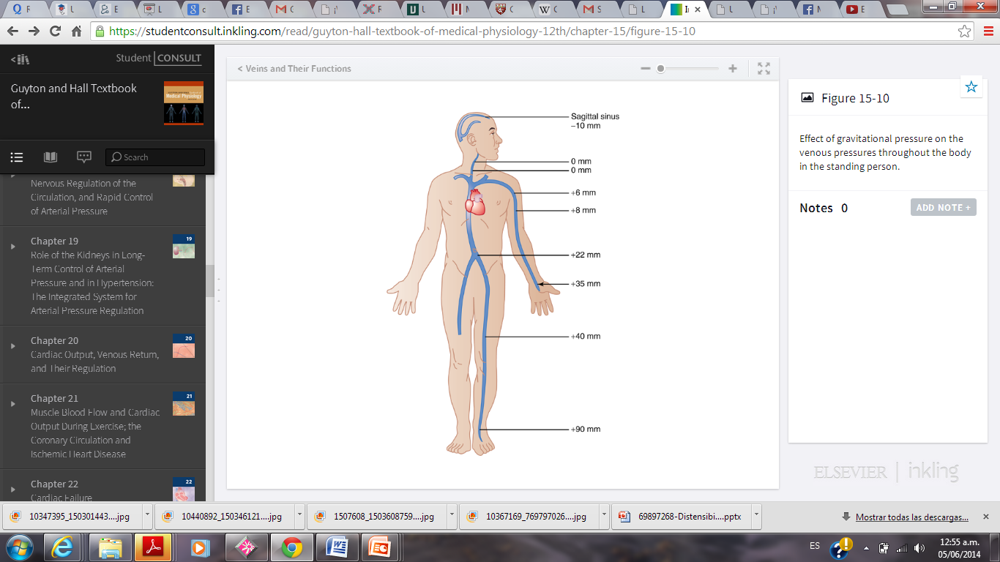 Q
L
E
L
c
E
C
R
U
N
C
C
S
L
L
N
E
https://studentconsult.inkling.com/read/guyton-hall-textbook-of-medical-physiology-12th/chapter-15/figure-15-10
Student CONSULT
Guyton and Hall Textbook
of...
Medical Physiology
Search
Nervous Regulation of the
Circulation, and Rapid Control
of Arterial Pressure
Chapter 19
19
Role of the Kidneys in Long-
Term Control of Arterial
Pressure and in Hypertension:
The Integrated System for
Arterial Pressure Regulation
Chapter 20
20
Cardiac Output, Venous Return,
and Their Regulation
Chapter 21
21
Muscle Blood Flow and Cardiac
Output During Exercise; the
Coronary Circulation and
Ischemic Heart Disease
Chapter 22
22
Cardiac Failure
< Veins and Their Functions
Sagittal sinus
–10 mm
0 mm
0 mm
+6 mm
+8 mm
+22 mm
+35 mm
+40 mm
+90 mm
Figure 15-10
Effect of gravitational pressure on the
venous pressures throughout the body
in the standing person.
Notes 0
ADD NOTE +
ELSEVIER | inkling
10347395_150301443....jpg
10440892_150346121....jpg
1507608_1503608759....jpg
10367169_769797026....jpg
69897268-Distensibi....pptx
Mostrar todas las descargas...
ES
12:55 a.m.
05/06/2014